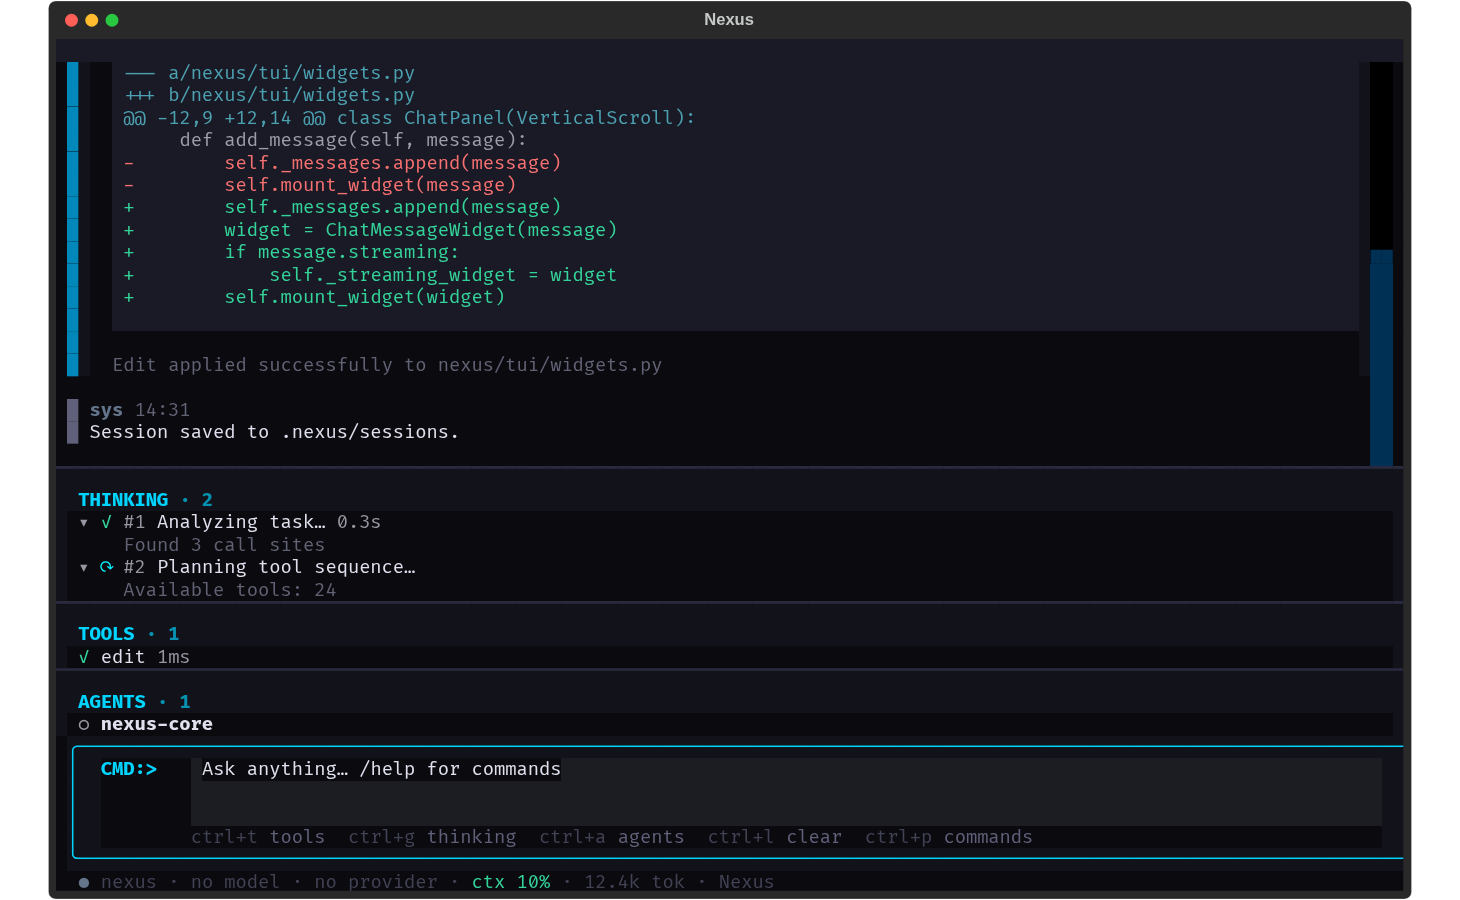 Nexus
--- a/nexus/tui/widgets.py
+++ b/nexus/tui/widgets.py
@@ -12,9 +12,14 @@ class ChatPanel(VerticalScroll):
     def add_message(self, message):
-        self._messages.append(message)
-        self.mount_widget(message)
+        self._messages.append(message)
+        widget = ChatMessageWidget(message)
+        if message.streaming:
+            self._streaming_widget = widget
+        self.mount_widget(widget)
Edit applied successfully to nexus/tui/widgets.py
sys 14:31
Session saved to .nexus/sessions.
THINKING · 2
▾ √ #1 Analyzing task… 0.3s
Found 3 call sites
▾ ⟳ #2 Planning tool sequence…
Available tools: 24
TOOLS · 1
√ edit 1ms
AGENTS · 1
○ nexus-core
CMD:> Ask anything… /help for commands
ctrl+t tools  ctrl+g thinking  ctrl+a agents  ctrl+l clear  ctrl+p commands
● nexus · no model · no provider · ctx 10% · 12.4k tok · Nexus